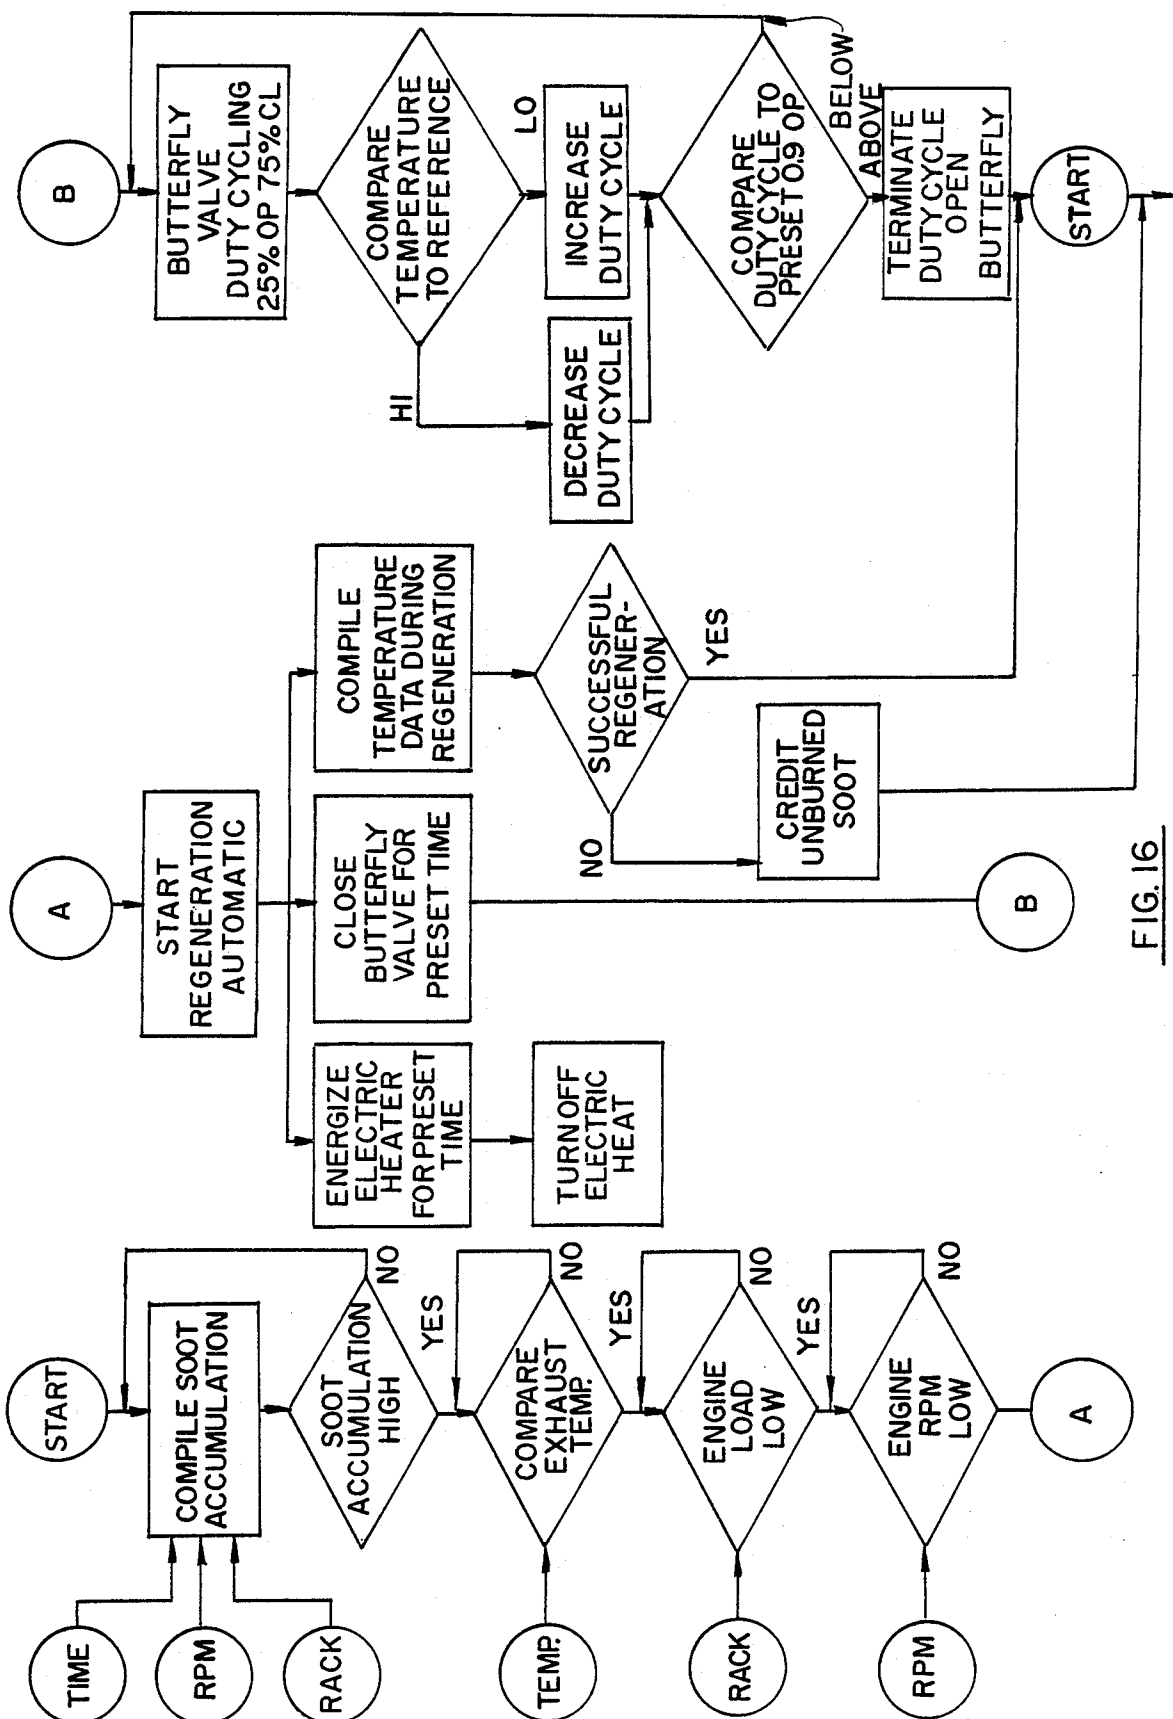 START
TIME
RPM
RACK
COMPILE SOOT
ACCUMULATION
SOOT
ACCUMULATION
HIGH
NO
YES
TEMP.
COMPARE
EXHAUST
TEMP.
NO
YES
RACK
ENGINE
LOAD
LOW
NO
YES
RPM
ENGINE
RPM
LOW
NO
A
A
START
REGENERATION
AUTOMATIC
ENERGIZE
ELECTRIC
HEATER
FOR PRESET
TIME
TURN OFF
ELECTRIC
HEAT
CLOSE
BUTTERFLY
VALVE FOR
PRESET TIME
B
COMPILE
TEMPERATURE
DATA DURING
REGENERATION
SUCCESSFUL
REGENER-
ATION
NO
YES
CREDIT
UNBURNED
SOOT
B
BUTTERFLY
VALVE
DUTY CYCLING
25% OP 75% CL
COMPARE
TEMPERATURE
TO REFERENCE
HI
LO
DECREASE
DUTY CYCLE
INCREASE
DUTY CYCLE
COMPARE
DUTY CYCLE TO
PRESET 0.9 OP
BELOW
ABOVE
TERMINATE
DUTY CYCLE
OPEN
BUTTERFLY
START
FIG. 16